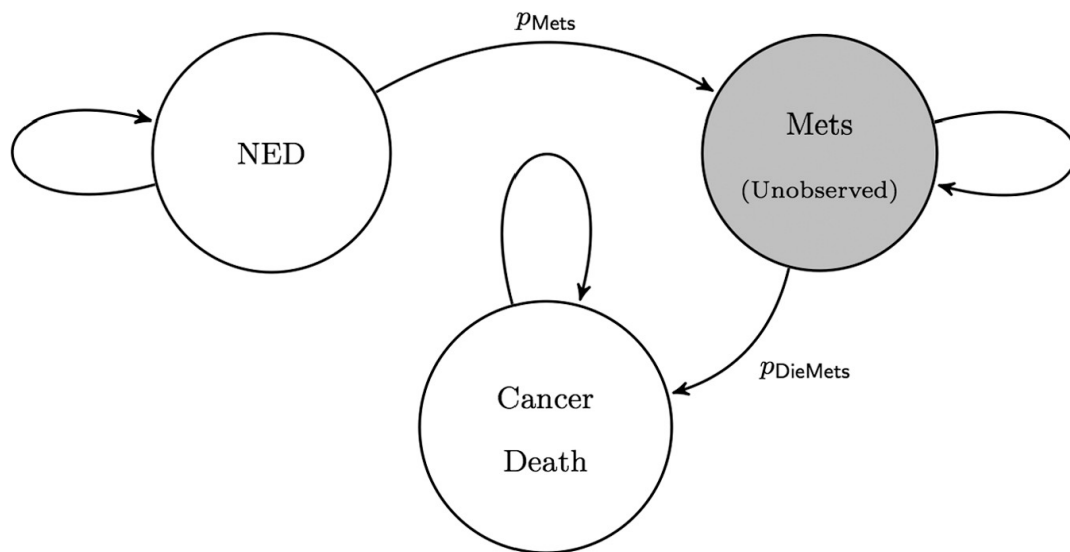 p_Mets
NED
Mets
(Unobserved)
p_DieMets
Cancer
Death